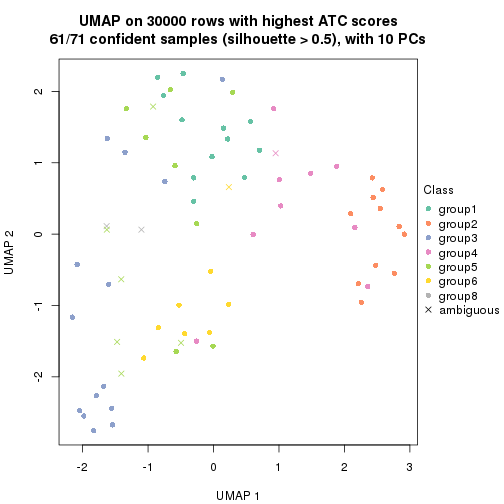 UMAP on 30000 rows with highest ATC scores
61/71 confident samples (silhouette > 0.5), with 10 PCs
UMAP 2
2
1
0
-1
-2
-2
-1
0
1
2
3
UMAP 1
Class
group1
group2
group3
group4
group5
group6
group8
ambiguous